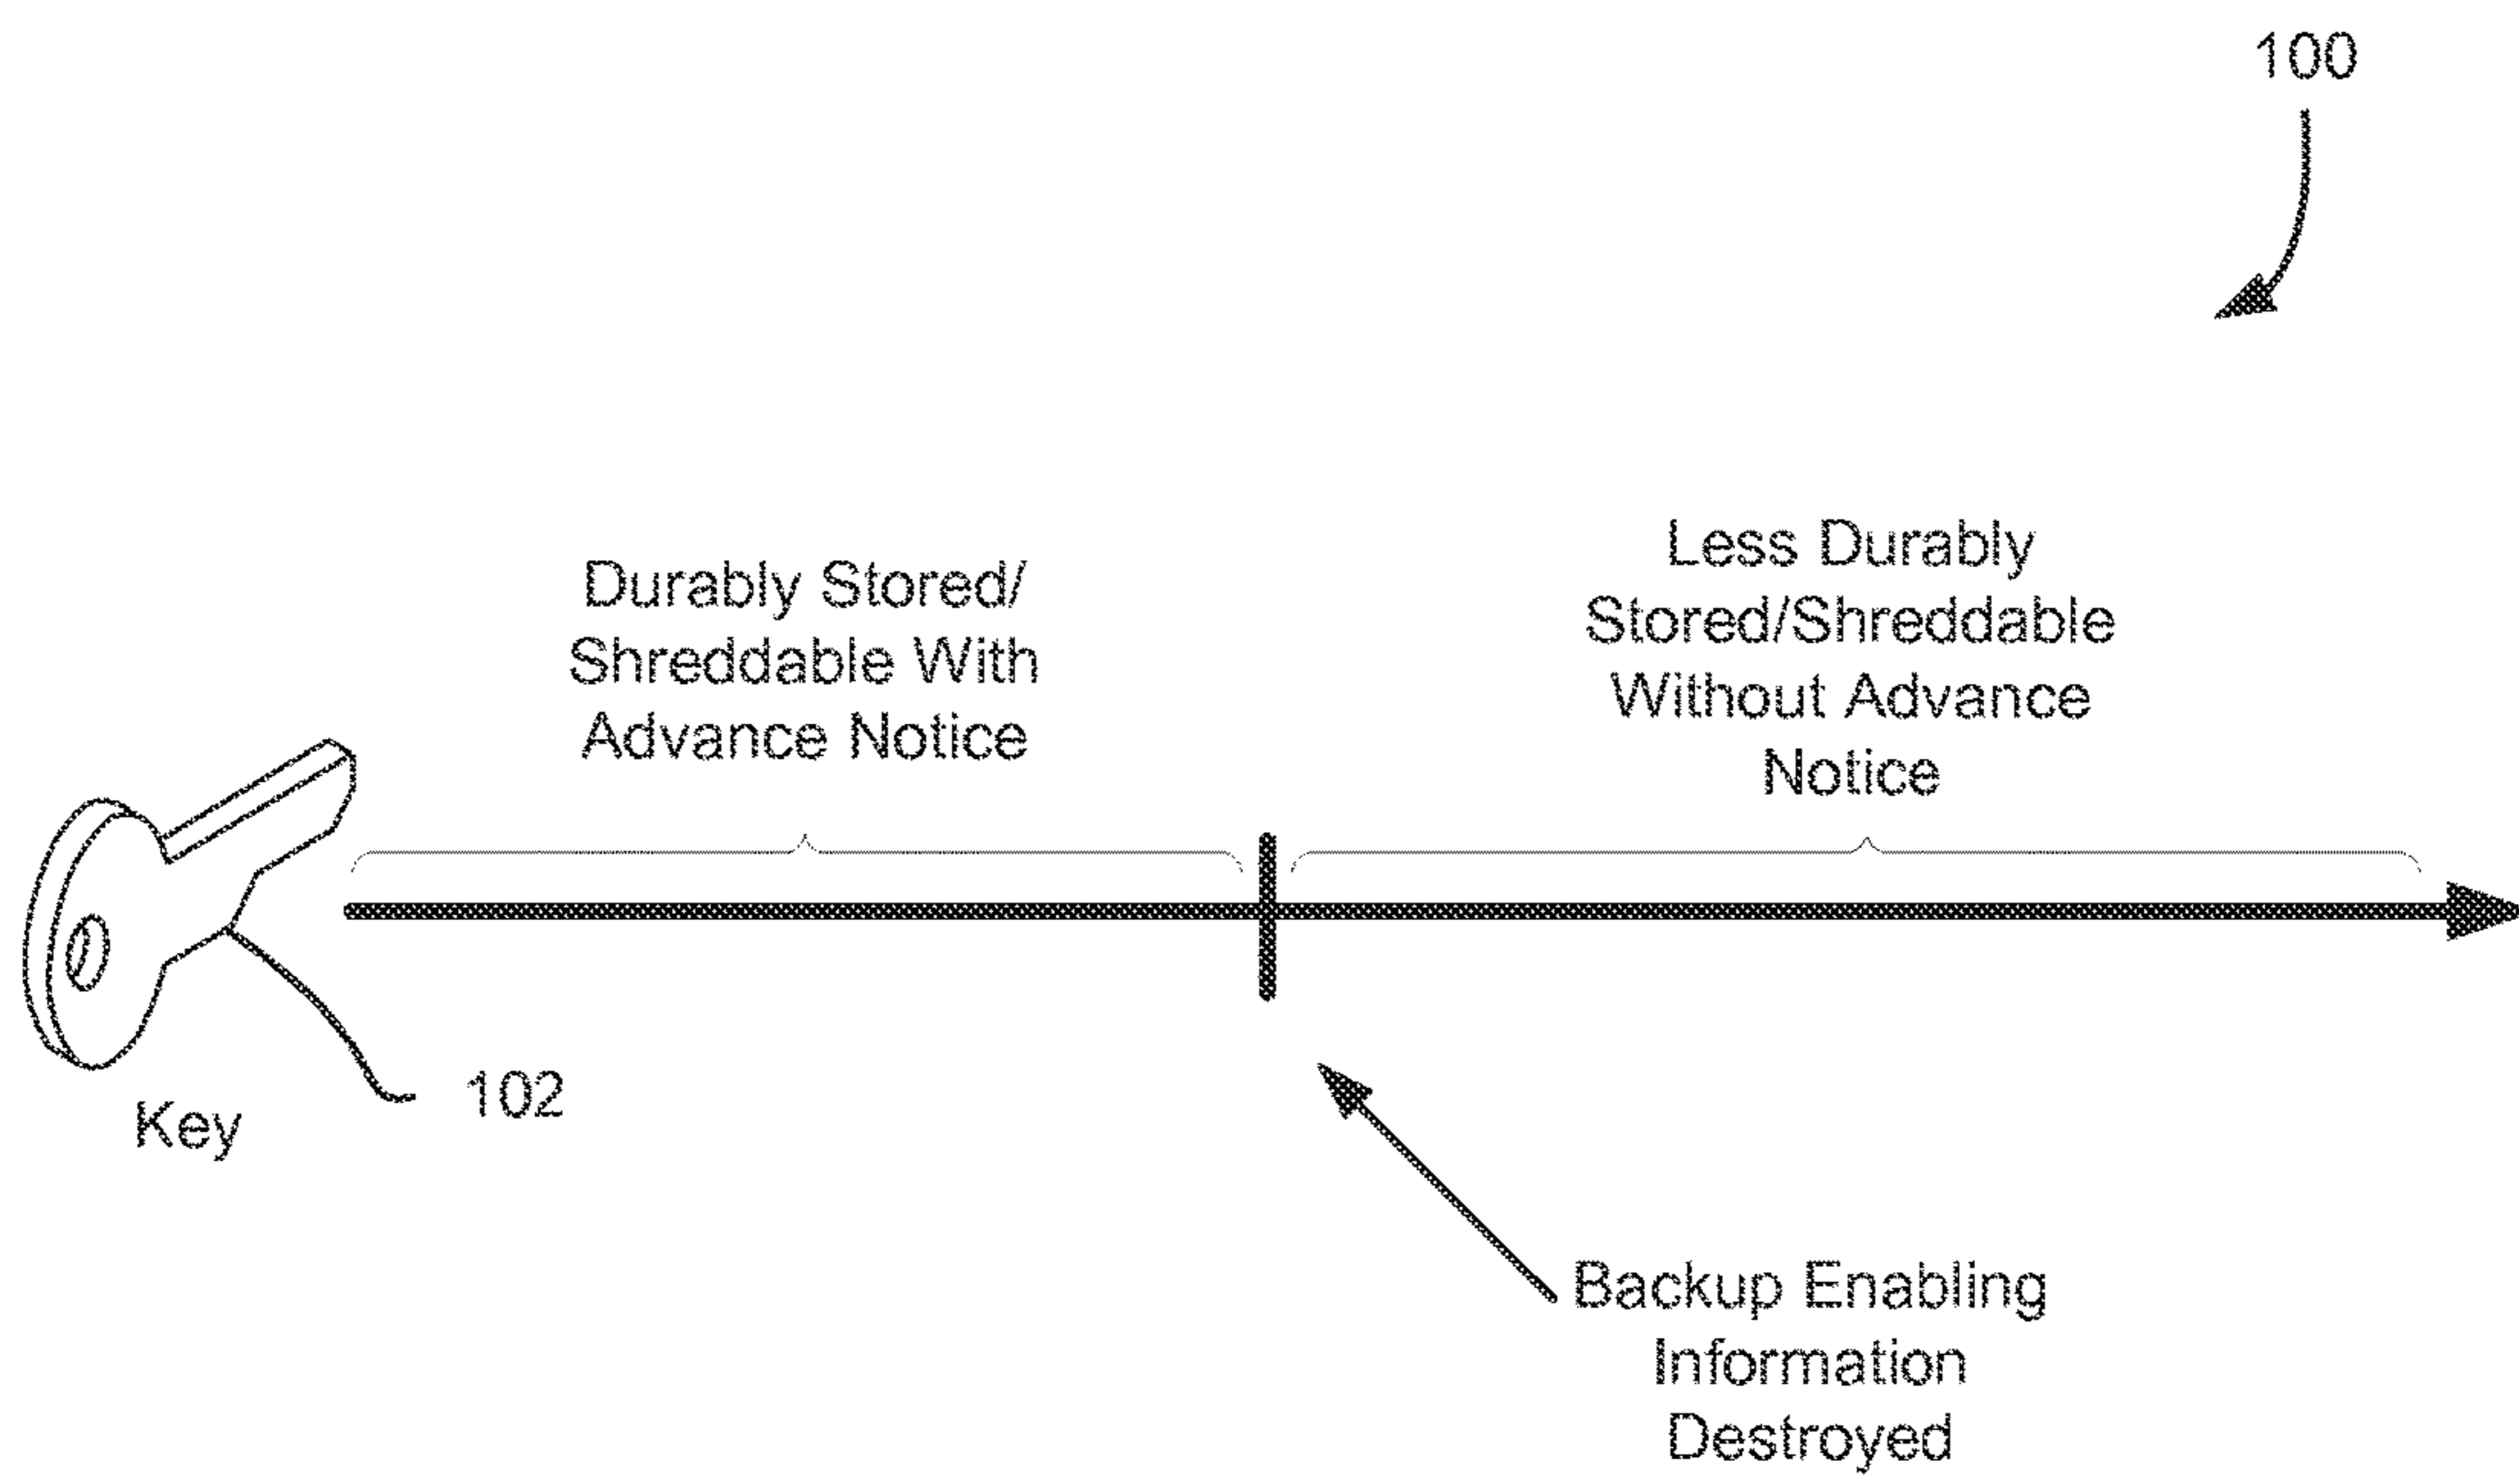 100
Durably Stored/
Shreddable With
Advance Notice
Less Durably
Stored/Shreddable
Without Advance
Notice
Key
102
Backup Enabling
Information
Destroyed